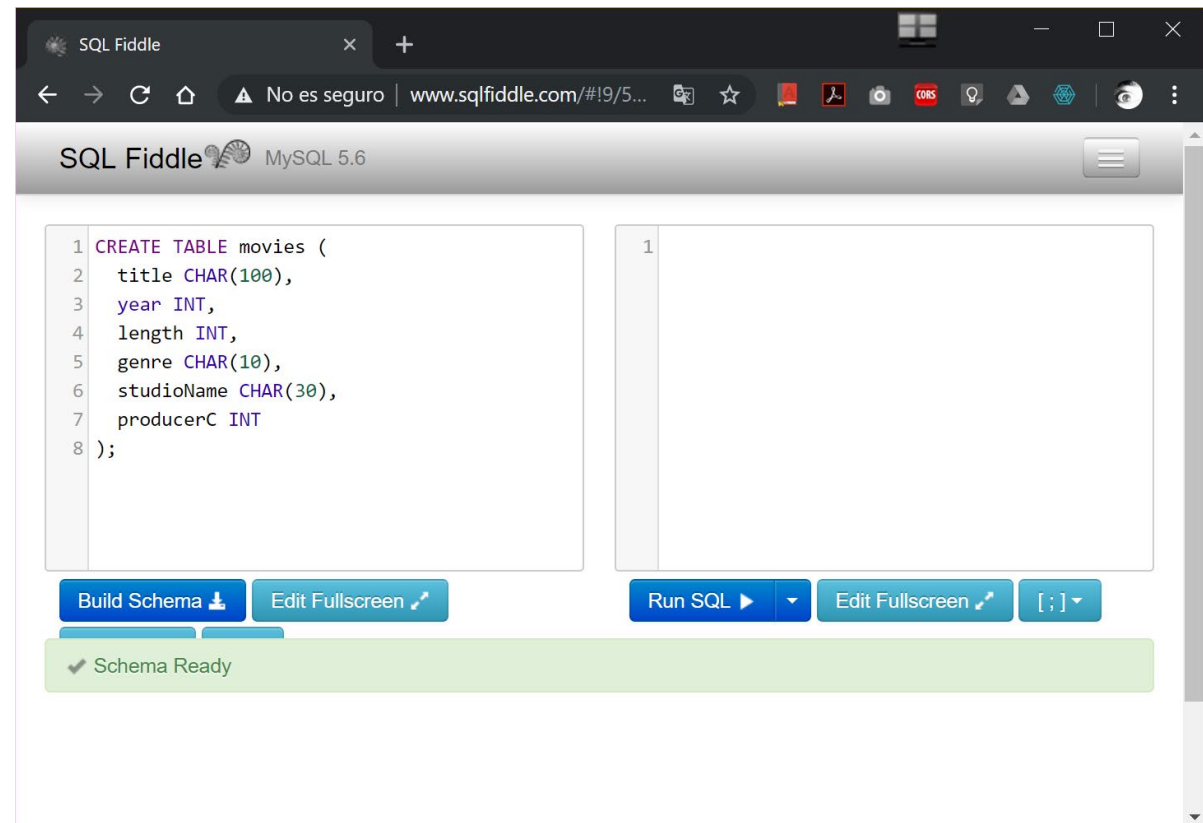 SQL Fiddle
No es seguro | www.sqlfiddle.com/#!9/5...
CORS
SQL Fiddle MySQL 5.6
1 CREATE TABLE movies (
2 title CHAR(100),
3 year INT,
4 length INT,
5 genre CHAR(10),
6 studioName CHAR(30),
7 producerC INT
8 );
1
Build Schema Edit Fullscreen
Run SQL Edit Fullscreen [ ; ]
Schema Ready